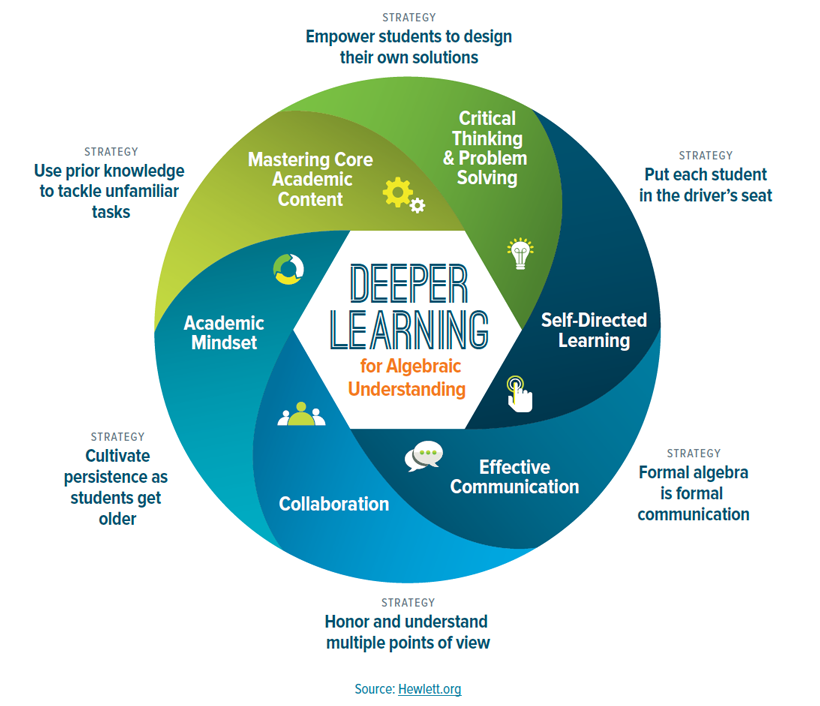 STRATEGY
Empower students to design
their own solutions
STRATEGY
Use prior knowledge
to tackle unfamiliar
tasks
STRATEGY
Put each student
in the driver's seat
Mastering Core
Academic
Content
Critical
Thinking
& Problem
Solving
Academic
Mindset
DEEPER
LEARNING
for Algebraic
Understanding
Self-Directed
Learning
Collaboration
Effective
Communication
STRATEGY
Cultivate
persistence as
students get
older
STRATEGY
Formal algebra
is formal
communication
STRATEGY
Honor and understand
multiple points of view
Source: Hewlett.org